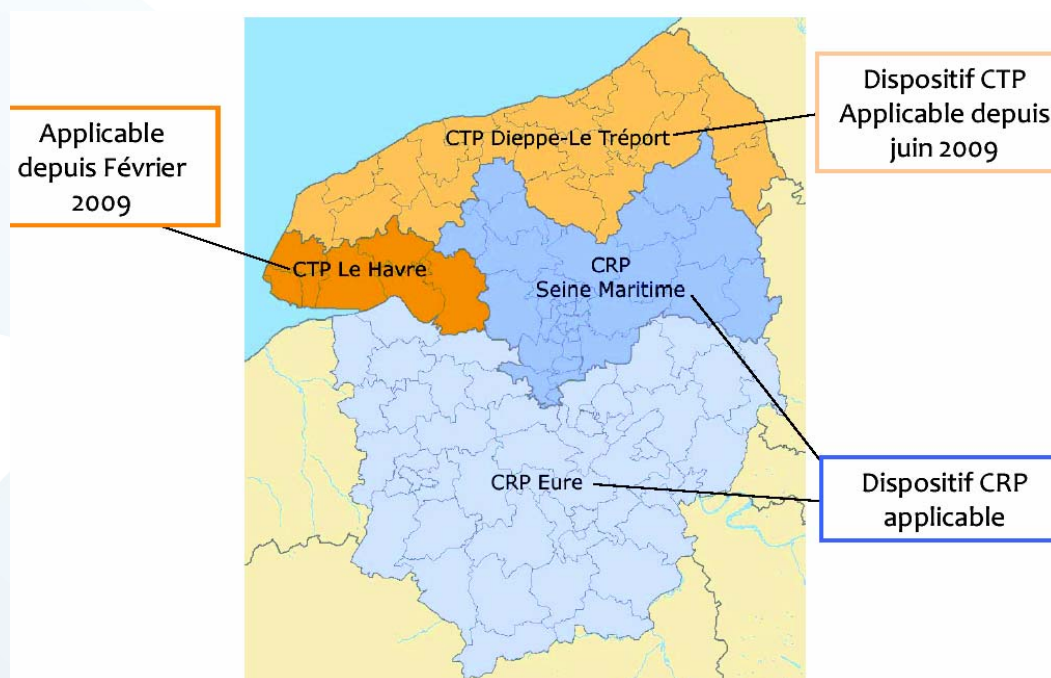 Applicable
depuis Février
2009
Dispositif CTP
Applicable depuis
juin 2009
CTP Dieppe-Le Tréport
CTP Le Havre
CRP
Seine Maritime
CRP Eure
Dispositif CRP
applicable